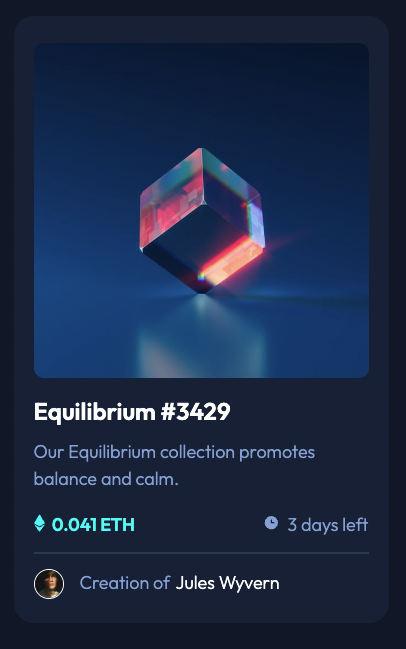 Equilibrium #3429
Our Equilibrium collection promotes
balance and calm.
0.041 ETH
3 days left
Creation of Jules Wyvern